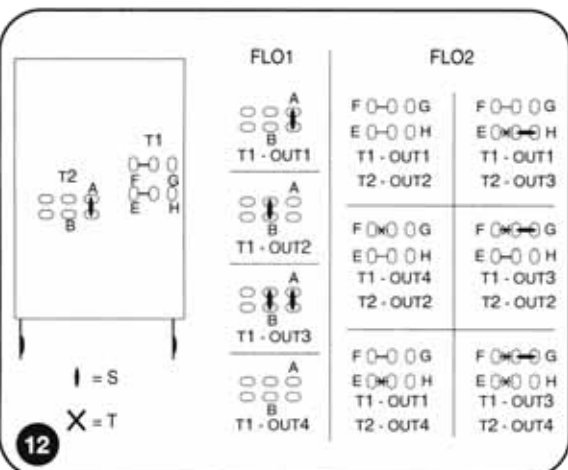 T1
T2 A
F G
B E H
I = S
X = T
12
FLO1
A
B
T1 - OUT1
A
B
T1 - OUT2
A
B
T1 - OUT3
A
B
T1 - OUT4
FLO2
F G
E H
T1 - OUT1
T2 - OUT2
F G
E H
T1 - OUT1
T2 - OUT3
F G
E H
T1 - OUT4
T2 - OUT2
F G
E H
T1 - OUT3
T2 - OUT2
F G
E H
T1 - OUT1
T2 - OUT4
F G
E H
T1 - OUT3
T2 - OUT4